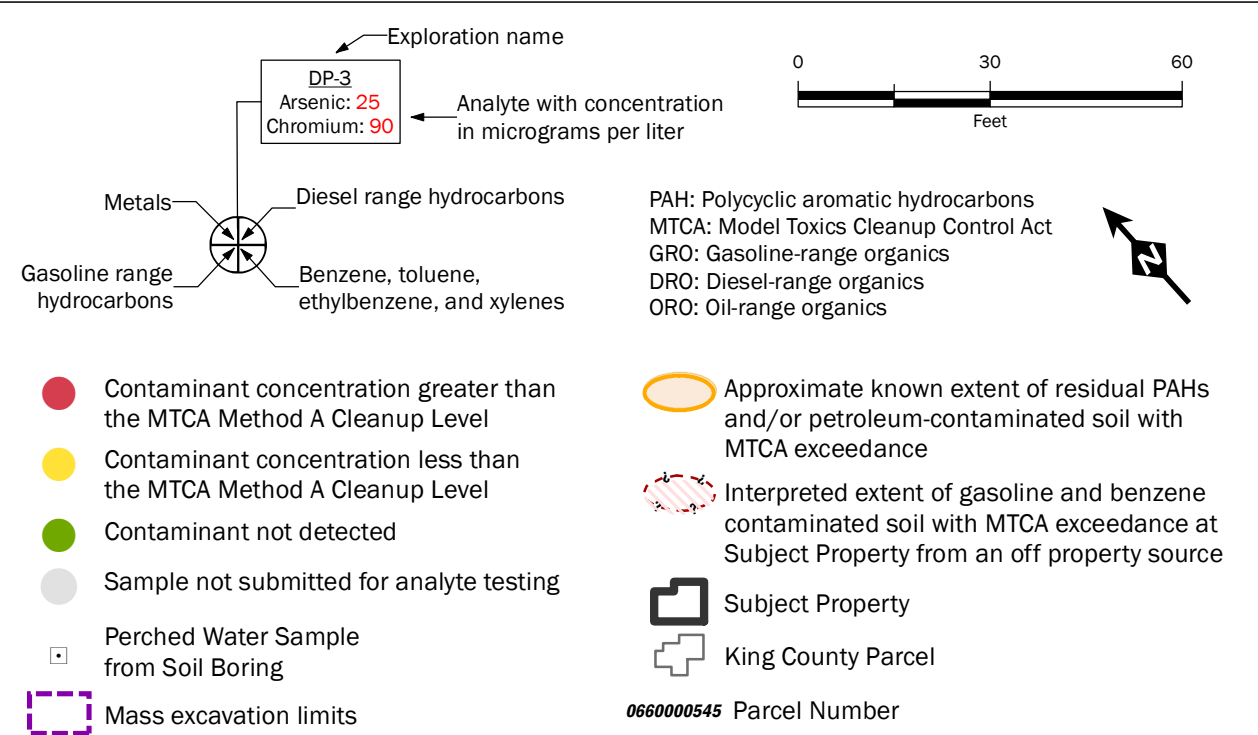 Exploration name
DP-3
Arsenic: 25
Chromium: 90
Analyte with concentration
in micrograms per liter
Metals
Diesel range hydrocarbons
Gasoline range
hydrocarbons
Benzene, toluene,
ethylbenzene, and xylenes
0 30 60
Feet
PAH: Polycyclic aromatic hydrocarbons
MTCA: Model Toxics Cleanup Control Act
GRO: Gasoline-range organics
DRO: Diesel-range organics
ORO: Oil-range organics
N
Contaminant concentration greater than
the MTCA Method A Cleanup Level
Contaminant concentration less than
the MTCA Method A Cleanup Level
Contaminant not detected
Sample not submitted for analyte testing
Perched Water Sample
from Soil Boring
Mass excavation limits
Approximate known extent of residual PAHs
and/or petroleum-contaminated soil with
MTCA exceedance
? ? ? ?
Interpreted extent of gasoline and benzene
contaminated soil with MTCA exceedance at
Subject Property from an off property source
Subject Property
King County Parcel
0660000545 Parcel Number